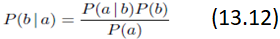 P(b | a) = P(a | b)P(b) / P(a) (13.12)